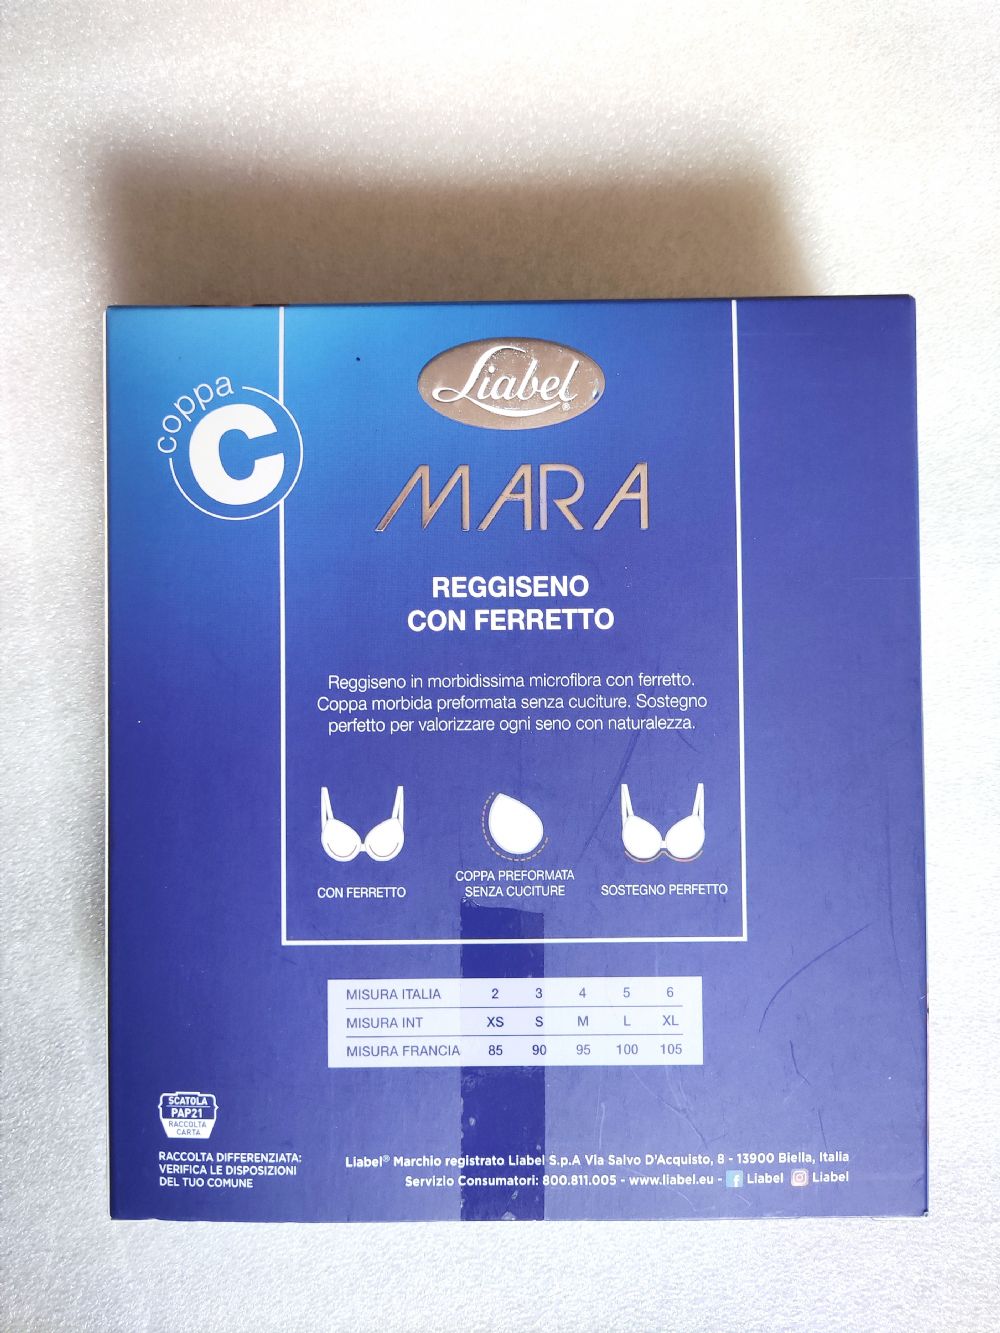 coppa
C
Liabel®
MARA
REGGISENO
CON FERRETTO
Reggiseno in morbidissima microfibra con ferretto.
Coppa morbida preformata senza cuciture. Sostegno
perfetto per valorizzare ogni seno con naturalezza.
CON FERRETTO
COPPA PREFORMATA
SENZA CUCITURE
SOSTEGNO PERFETTO
MISURA ITALIA 2 3 4 5 6
MISURA INT XS S M L XL
MISURA FRANCIA 85 90 95 100 105
SCATOLA
PAP21
RACCOLTA
CARTA
RACCOLTA DIFFERENZIATA:
VERIFICA LE DISPOSIZIONI
DEL TUO COMUNE
Liabel® Marchio registrato Liabel S.p.A Via Salvo D'Acquisto, 8 - 13900 Biella, Italia
Servizio Consumatori: 800.811.005 - www.liabel.eu - Liabel Liabel